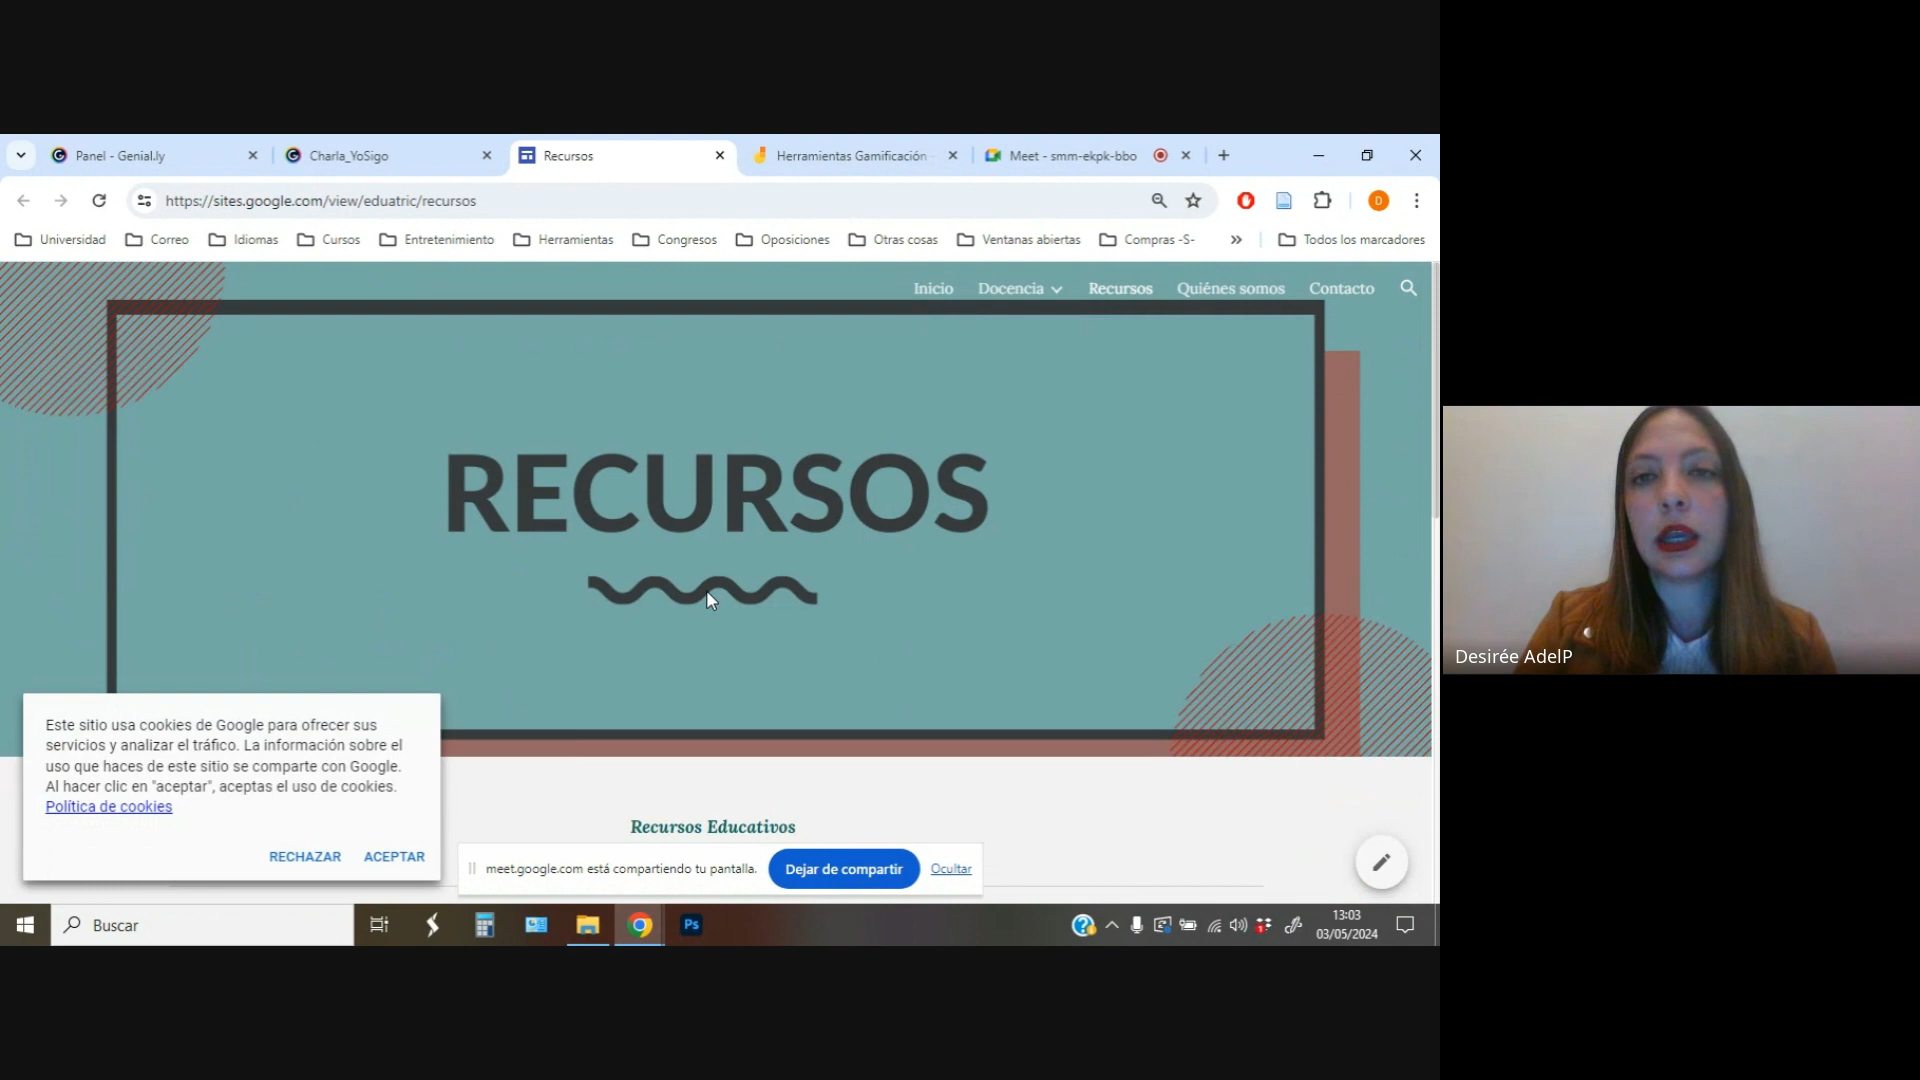 Panel - Genial.ly
Charla_YoSigo
Recursos
Herramientas Gamificación
Meet - smm-ekpk-bbo
https://sites.google.com/view/eduatric/recursos
D
Universidad
Correo
Idiomas
Cursos
Entretenimiento
Herramientas
Congresos
Oposiciones
Otras cosas
Ventanas abiertas
Compras -S-
»
Todos los marcadores
Inicio
Docencia
Recursos
Quiénes somos
Contacto
RECURSOS
Este sitio usa cookies de Google para ofrecer sus
servicios y analizar el tráfico. La información sobre el
uso que haces de este sitio se comparte con Google.
Al hacer clic en "aceptar", aceptas el uso de cookies.
Política de cookies
RECHAZAR
ACEPTAR
Recursos Educativos
meet.google.com está compartiendo tu pantalla.
Dejar de compartir
Ocultar
Buscar
Ps
13:03
03/05/2024
Desirée AdelP